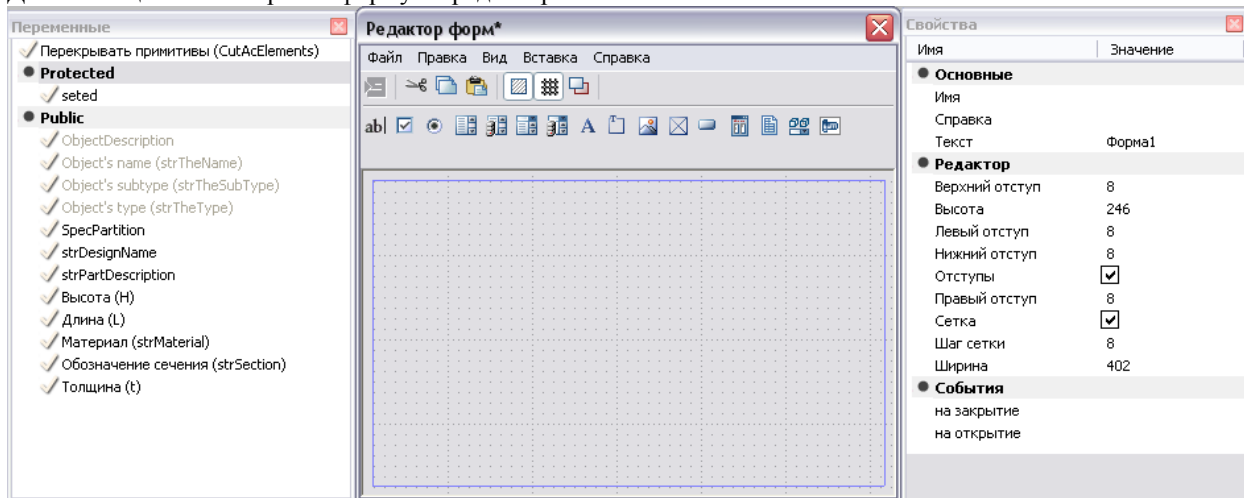 Переменные
Перекрывать примитивы (CutAcElements)
Protected
seted
Public
ObjectDescription
Object's name (strTheName)
Object's subtype (strTheSubType)
Object's type (strTheType)
SpecPartition
strDesignName
strPartDescription
Высота (H)
Длина (L)
Материал (strMaterial)
Обозначение сечения (strSection)
Толщина (t)
Редактор форм*
Файл Правка Вид Вставка Справка
ab A
Свойства
Имя Значение
Основные
Имя
Справка
Текст Форма1
Редактор
Верхний отступ 8
Высота 246
Левый отступ 8
Нижний отступ 8
Отступы
Правый отступ 8
Сетка
Шаг сетки 8
Ширина 402
События
на закрытие
на открытие